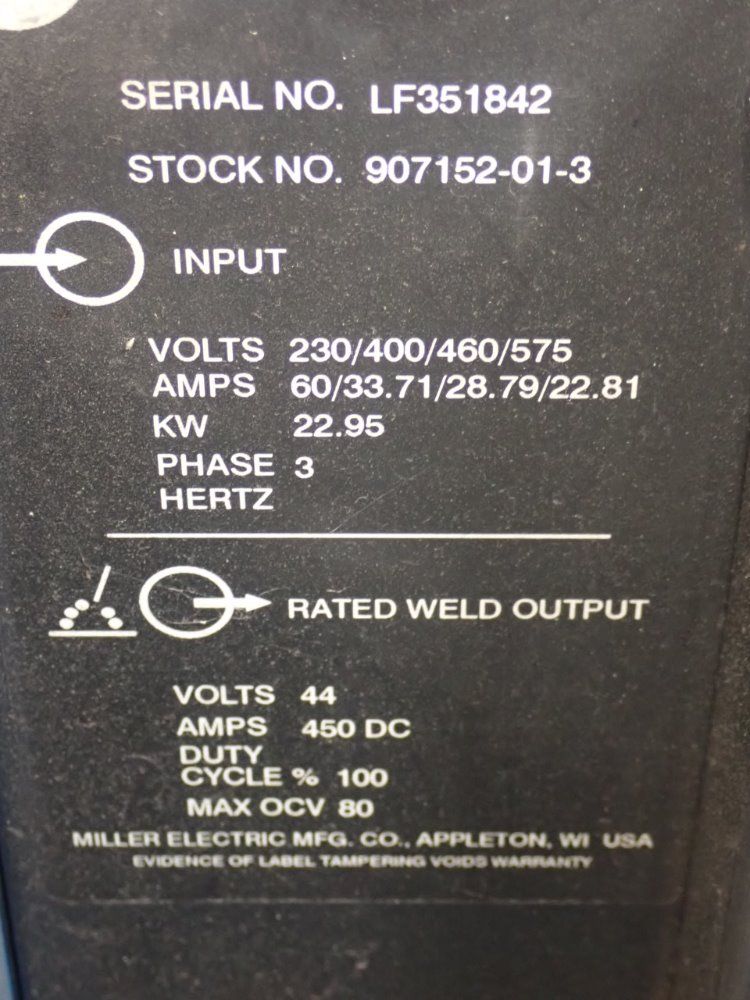 SERIAL NO. LF351842
STOCK NO. 907152-01-3
INPUT
VOLTS 230/400/460/575
AMPS 60/33.71/28.79/22.81
KW 22.95
PHASE 3
HERTZ
RATED WELD OUTPUT
VOLTS 44
AMPS 450 DC
DUTY
CYCLE % 100
MAX OCV 80
MILLER ELECTRIC MFG. CO., APPLETON, WI USA
EVIDENCE OF LABEL TAMPERING VOIDS WARRANTY